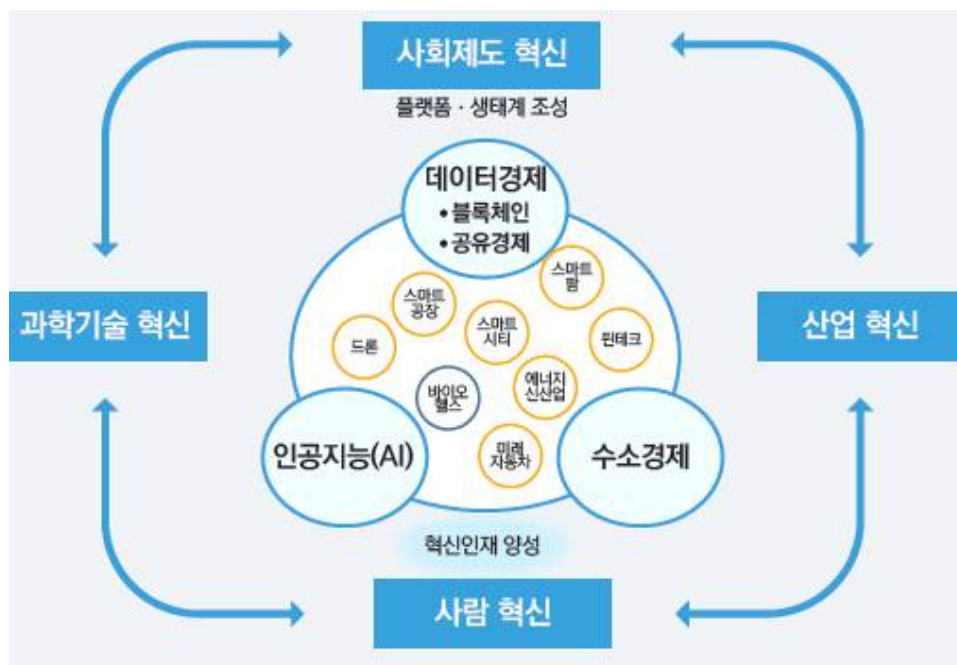 사회제도 혁신
플랫폼 · 생태계 조성
데이터경제
• 블록체인
• 공유경제
스마트
팜
스마트
공장
스마트
시티
핀테크
드론
과학기술 혁신
산업 혁신
바이오
헬스
에너지
신산업
미래
자동차
인공지능(AI)
수소경제
혁신인재 양성
사람 혁신